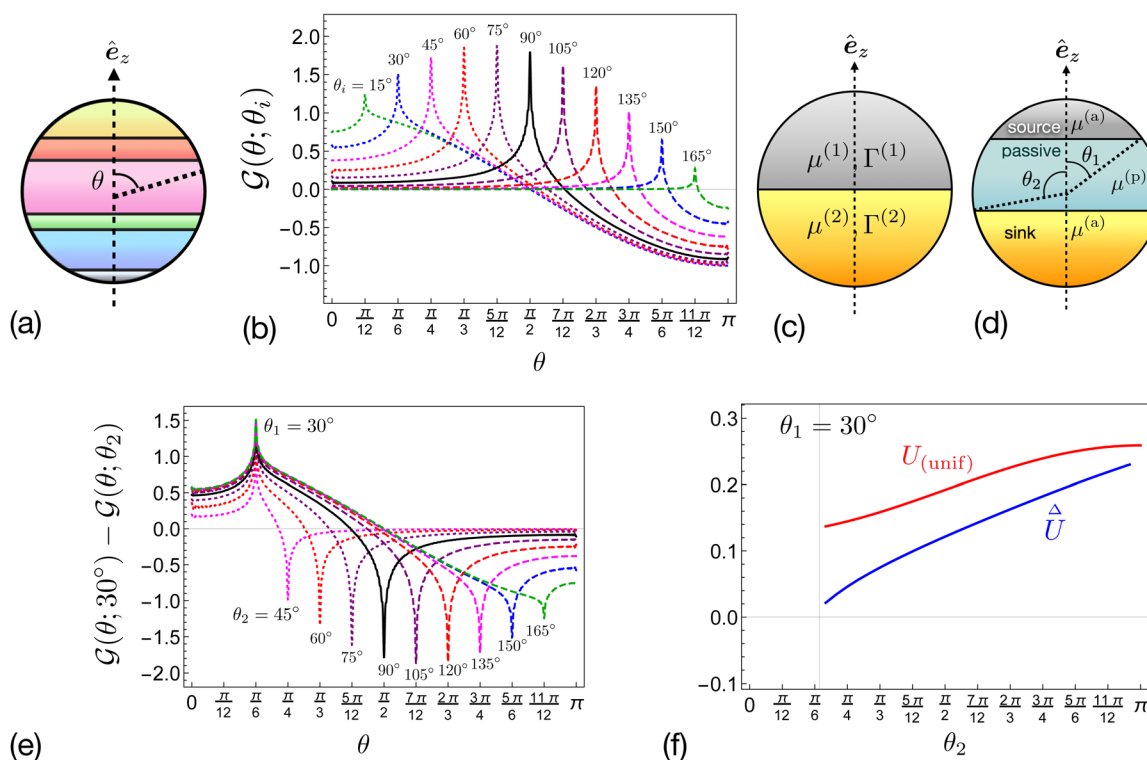 ê_z
θ
(a)
2.0
1.5
1.0
0.5
0.0
−0.5
−1.0
𝒢(θ; θ_i)
θ_i = 15°
30°
45°
60°
75°
90°
105°
120°
135°
150°
165°
0 π/12 π/6 π/4 π/3 5π/12 π/2 7π/12 2π/3 3π/4 5π/6 11π/12 π
θ
(b)
ê_z
μ^(1) Γ^(1)
μ^(2) Γ^(2)
(c)
ê_z
source μ^(a)
passive θ_1
θ_2 μ^(p)
sink μ^(a)
(d)
1.5
1.0
0.5
0.0
−0.5
−1.0
−1.5
−2.0
𝒢(θ; 30°) − 𝒢(θ; θ_2)
θ_1 = 30°
θ_2 = 45°
60°
75°
90°
105°
120°
135°
150°
165°
0 π/12 π/6 π/4 π/3 5π/12 π/2 7π/12 2π/3 3π/4 5π/6 11π/12 π
θ
(e)
0.3
0.2
0.1
0.0
−0.1
θ_1 = 30°
U_(unif)
Δ
U
0 π/12 π/6 π/4 π/3 5π/12 π/2 7π/12 2π/3 3π/4 5π/6 11π/12 π
θ_2
(f)